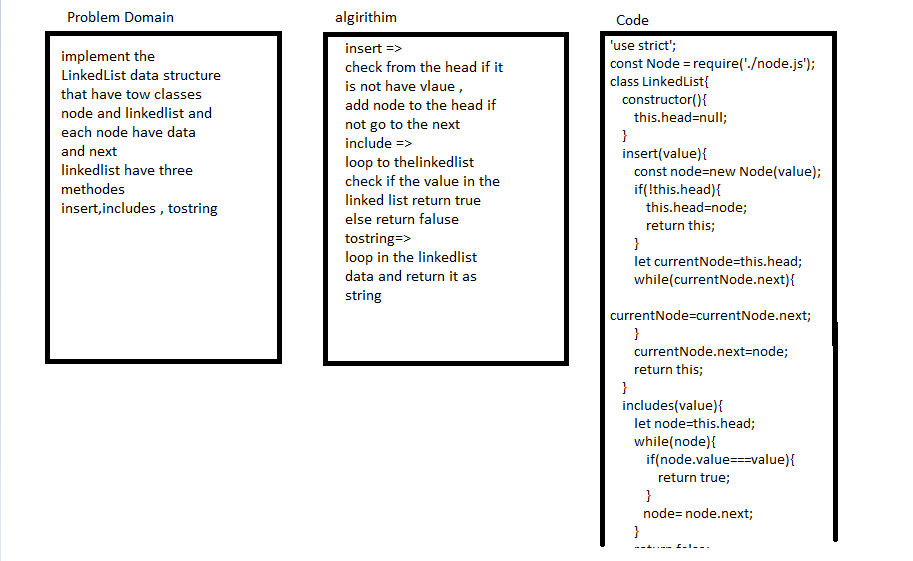 Problem Domain
implement the
LinkedList data structure
that have tow classes
node and linkedlist and
each node have data
and next
linkedlist have three
methodes
insert,includes , tostring
algirithim
insert =>
check from the head if it
is not have vlaue ,
add node to the head if
not go to the next
include =>
loop to thelinkedlist
check if the value in the
linked list return true
else return faluse
tostring=>
loop in the linkedlist
data and return it as
string
Code
'use strict';
const Node = require('./node.js');
class LinkedList{
constructor(){
this.head=null;
}
insert(value){
const node=new Node(value);
if(!this.head){
this.head=node;
return this;
}
let currentNode=this.head;
while(currentNode.next){
currentNode=currentNode.next;
}
currentNode.next=node;
return this;
}
includes(value){
let node=this.head;
while(node){
if(node.value===value){
return true;
}
node= node.next;
}
return false;